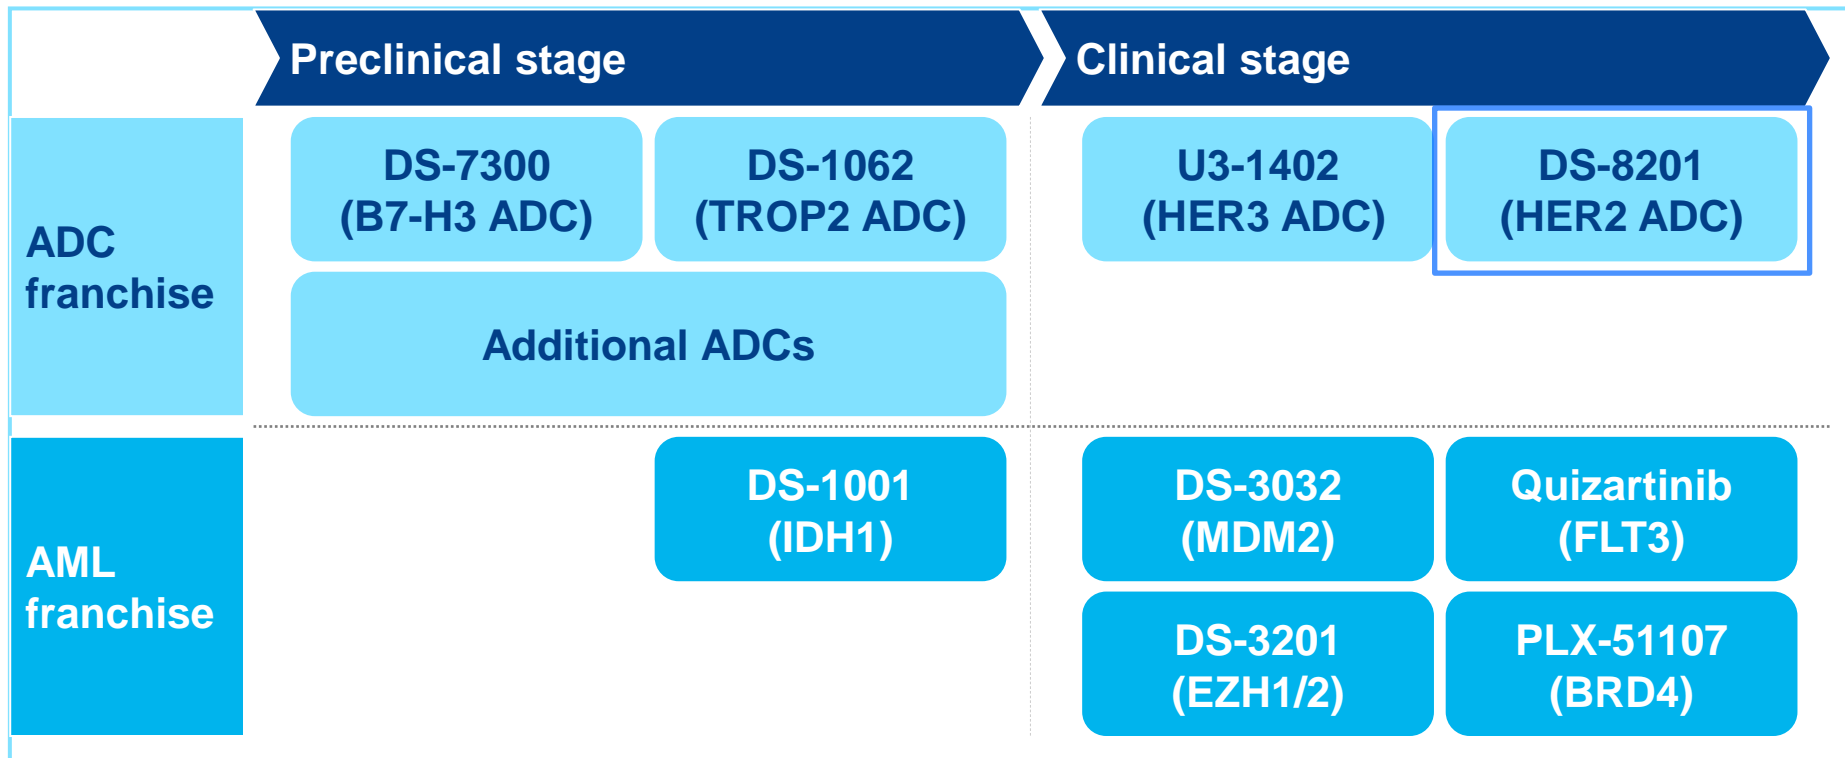 Preclinical stage
Clinical stage
ADC
franchise
DS-7300
(B7-H3 ADC)
DS-1062
(TROP2 ADC)
U3-1402
(HER3 ADC)
DS-8201
(HER2 ADC)
Additional ADCs
AML
franchise
DS-1001
(IDH1)
DS-3032
(MDM2)
Quizartinib
(FLT3)
DS-3201
(EZH1/2)
PLX-51107
(BRD4)